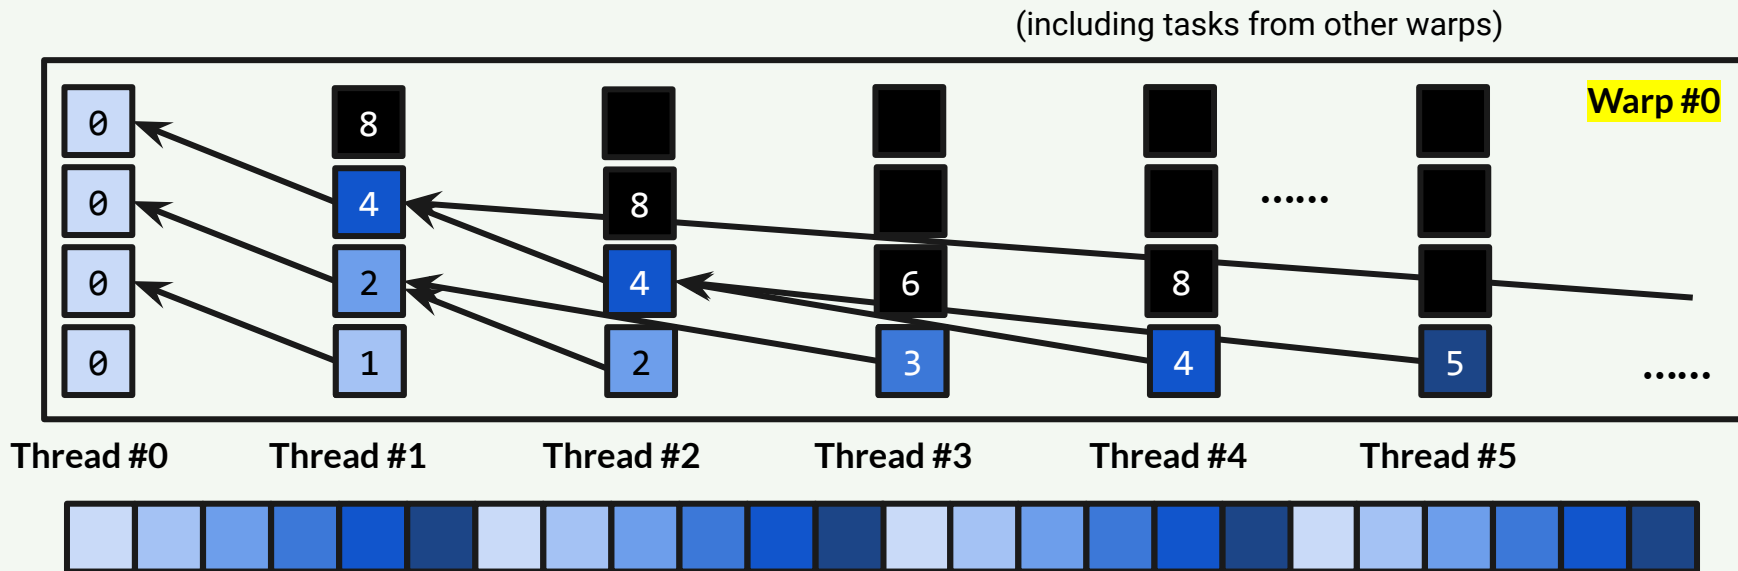 (including tasks from other warps)
Warp #0
0 8
0 4 8 ......
0 2 4 6 8
0 1 2 3 4 5 ......
Thread #0 Thread #1 Thread #2 Thread #3 Thread #4 Thread #5